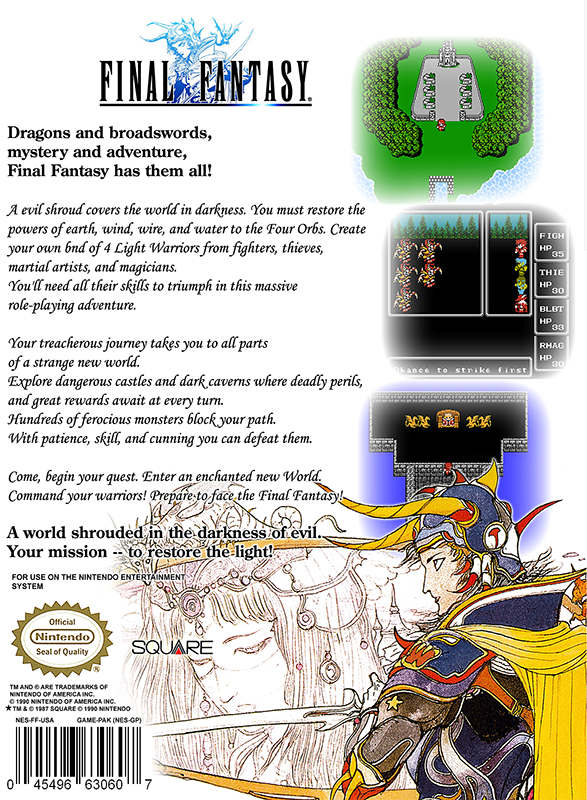 FINAL FANTASY®
Dragons and broadswords,
mystery and adventure,
Final Fantasy has them all!
A evil shroud covers the world in darkness. You must restore the
powers of earth, wind, wire, and water to the Four Orbs. Create
your own bnd of 4 Light Warriors from fighters, thieves,
martial artists, and magicians.
You'll need all their skills to triumph in this massive
role-playing adventure.
Your treacherous journey takes you to all parts
of a strange new world.
Explore dangerous castles and dark caverns where deadly perils,
and great rewards await at every turn.
Hundreds of ferocious monsters block your path.
With patience, skill, and cunning you can defeat them.
Come, begin your quest. Enter an enchanted new World.
Command your warriors! Prepare to face the Final Fantasy!
A world shrouded in the darkness of evil.
Your mission -- to restore the light!
FIGH
HP
35
THIE
HP
30
BLBT
HP
33
RMAG
HP
30
Chance to strike first
FOR USE ON THE NINTENDO ENTERTAINMENT
SYSTEM
Official
Nintendo
Seal of Quality
®
SQUARE
TM AND ® ARE TRADEMARKS OF
NINTENDO OF AMERICA INC.
© 1990 NINTENDO OF AMERICA INC.
★TM & © 1987 SQUARE © 1990 NINTENDO
NES-FF-USA GAME-PAK (NES-GP)
0 45496 63060 7